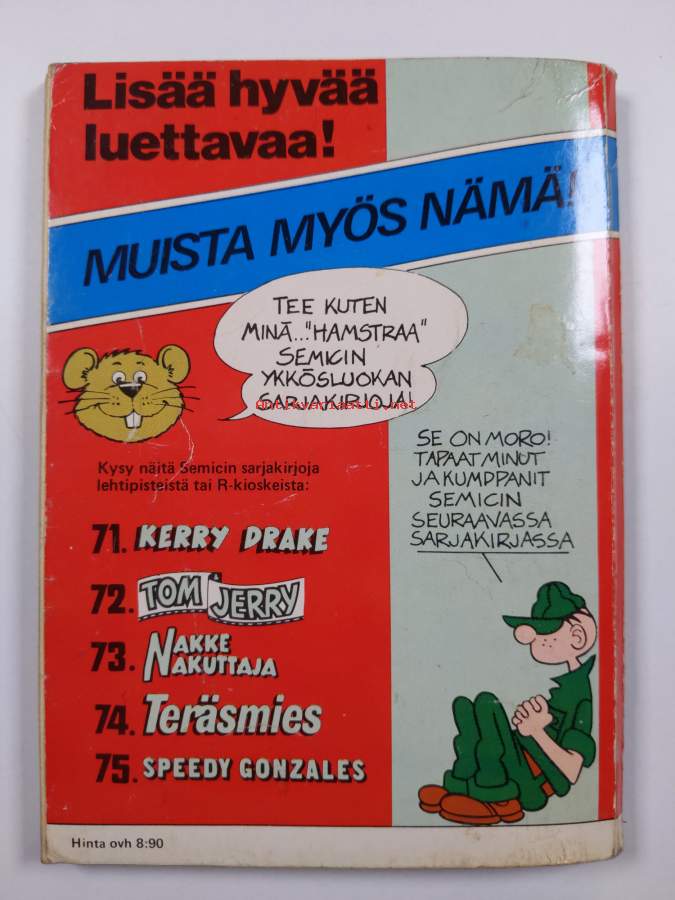 Lisää hyvää
luettavaa!
MUISTA MYÖS NÄMÄ!
TEE KUTEN
MINÄ..."HAMSTRAA"
SEMICIN
YKKÖSLUOKAN
SARJAKIRJOJA!
antikvariaatti.net
Kysy näitä Semicin sarjakirjoja
lehtipisteistä tai R-kioskeista:
71. KERRY DRAKE
72. TOM JERRY
73. NAKKE NAKUTTAJA
74. Teräsmies
75. SPEEDY GONZALES
SE ON MORO!
TAPAAT MINUT
JA KUMPPANIT
SEMICIN
SEURAAVASSA
SARJAKIRJASSA
Hinta ovh 8:90